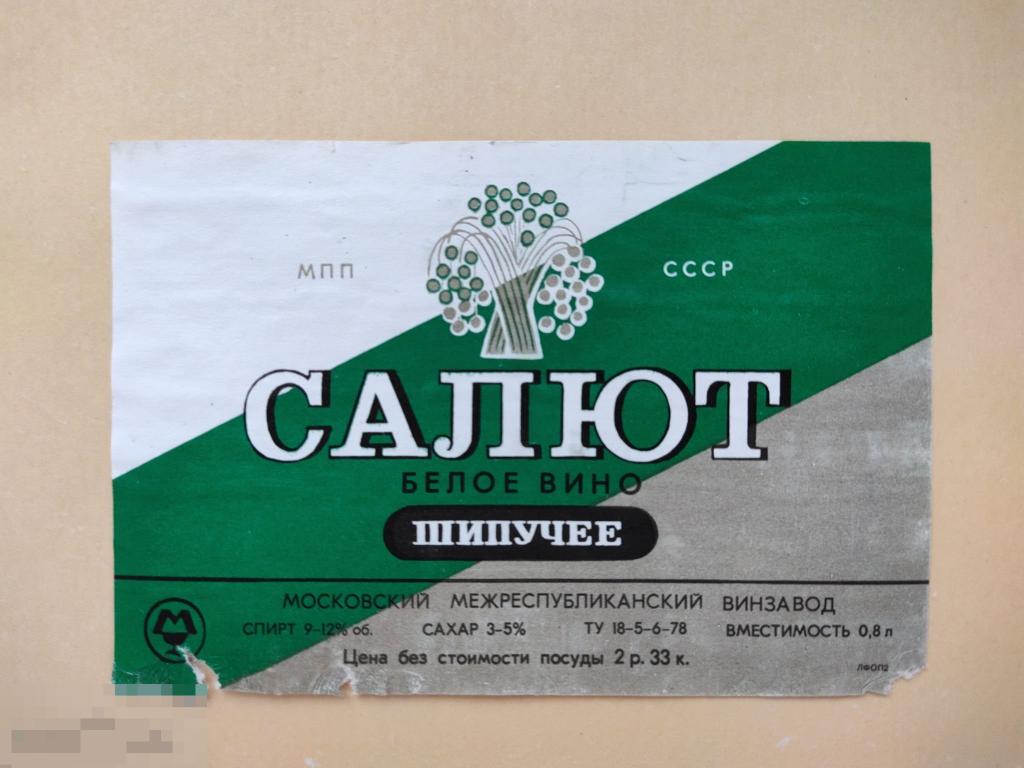 МПП СССР
САЛЮТ
БЕЛОЕ ВИНО
ШИПУЧЕЕ
МОСКОВСКИЙ МЕЖРЕСПУБЛИКАНСКИЙ ВИНЗАВОД
СПИРТ 9-12% об. САХАР 3-5% ТУ 18-5-6-78 ВМЕСТИМОСТЬ 0,8 л
Цена без стоимости посуды 2 р. 33 к.
ЛФОП2
М